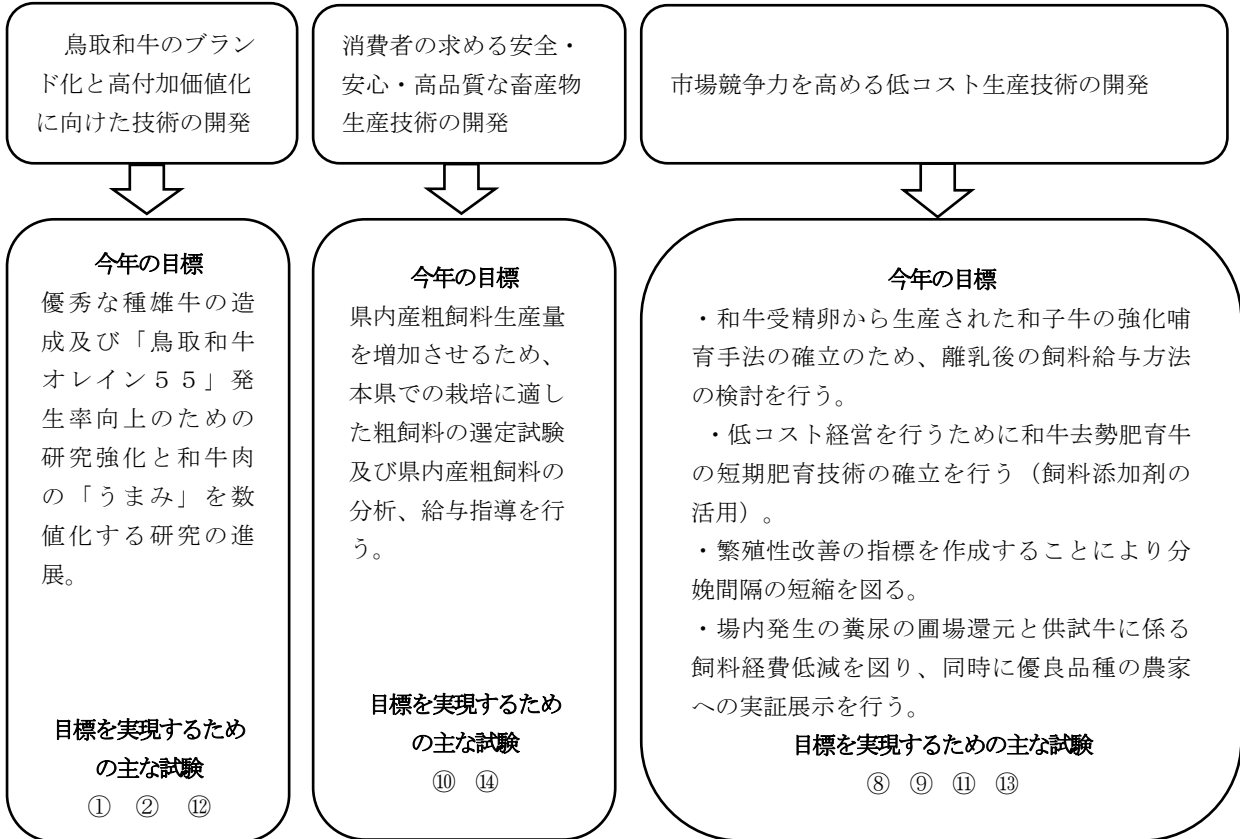 鳥取和牛のブラン
ド化と高付加価値化
に向けた技術の開発
消費者の求める安全・
安心・高品質な畜産物
生産技術の開発
市場競争力を高める低コスト生産技術の開発
今年の目標
優秀な種雄牛の造
成及び「鳥取和牛
オレイン５５」発
生率向上のための
研究強化と和牛肉
の「うまみ」を数
値化する研究の進
展。
目標を実現するため
の主な試験
① ② ⑫
今年の目標
県内産粗飼料生産量
を増加させるため、
本県での栽培に適し
た粗飼料の選定試験
及び県内産粗飼料の
分析、給与指導を行
う。
目標を実現するため
の主な試験
⑩ ⑭
今年の目標
・和牛受精卵から生産された和子牛の強化哺
育手法の確立のため、離乳後の飼料給与方法
の検討を行う。
・低コスト経営を行うために和牛去勢肥育牛
の短期肥育技術の確立を行う（飼料添加剤の
活用）。
・繁殖性改善の指標を作成することにより分
娩間隔の短縮を図る。
・場内発生の糞尿の圃場還元と供試牛に係る
飼料経費低減を図り、同時に優良品種の農家
への実証展示を行う。
目標を実現するための主な試験
⑧ ⑨ ⑪ ⑬